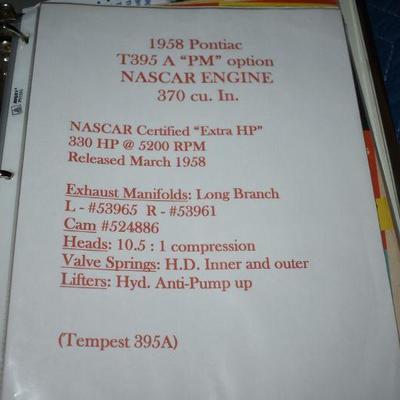 1958 Pontiac
T395 A “PM” option
NASCAR ENGINE
370 cu. In.
NASCAR Certified “Extra HP”
330 HP @ 5200 RPM
Released March 1958
Exhaust Manifolds: Long Branch
L - #53965  R - #53961
Cam #524886
Heads: 10.5 : 1 compression
Valve Springs: H.D. Inner and outer
Lifters: Hyd. Anti-Pump up
(Tempest 395A)